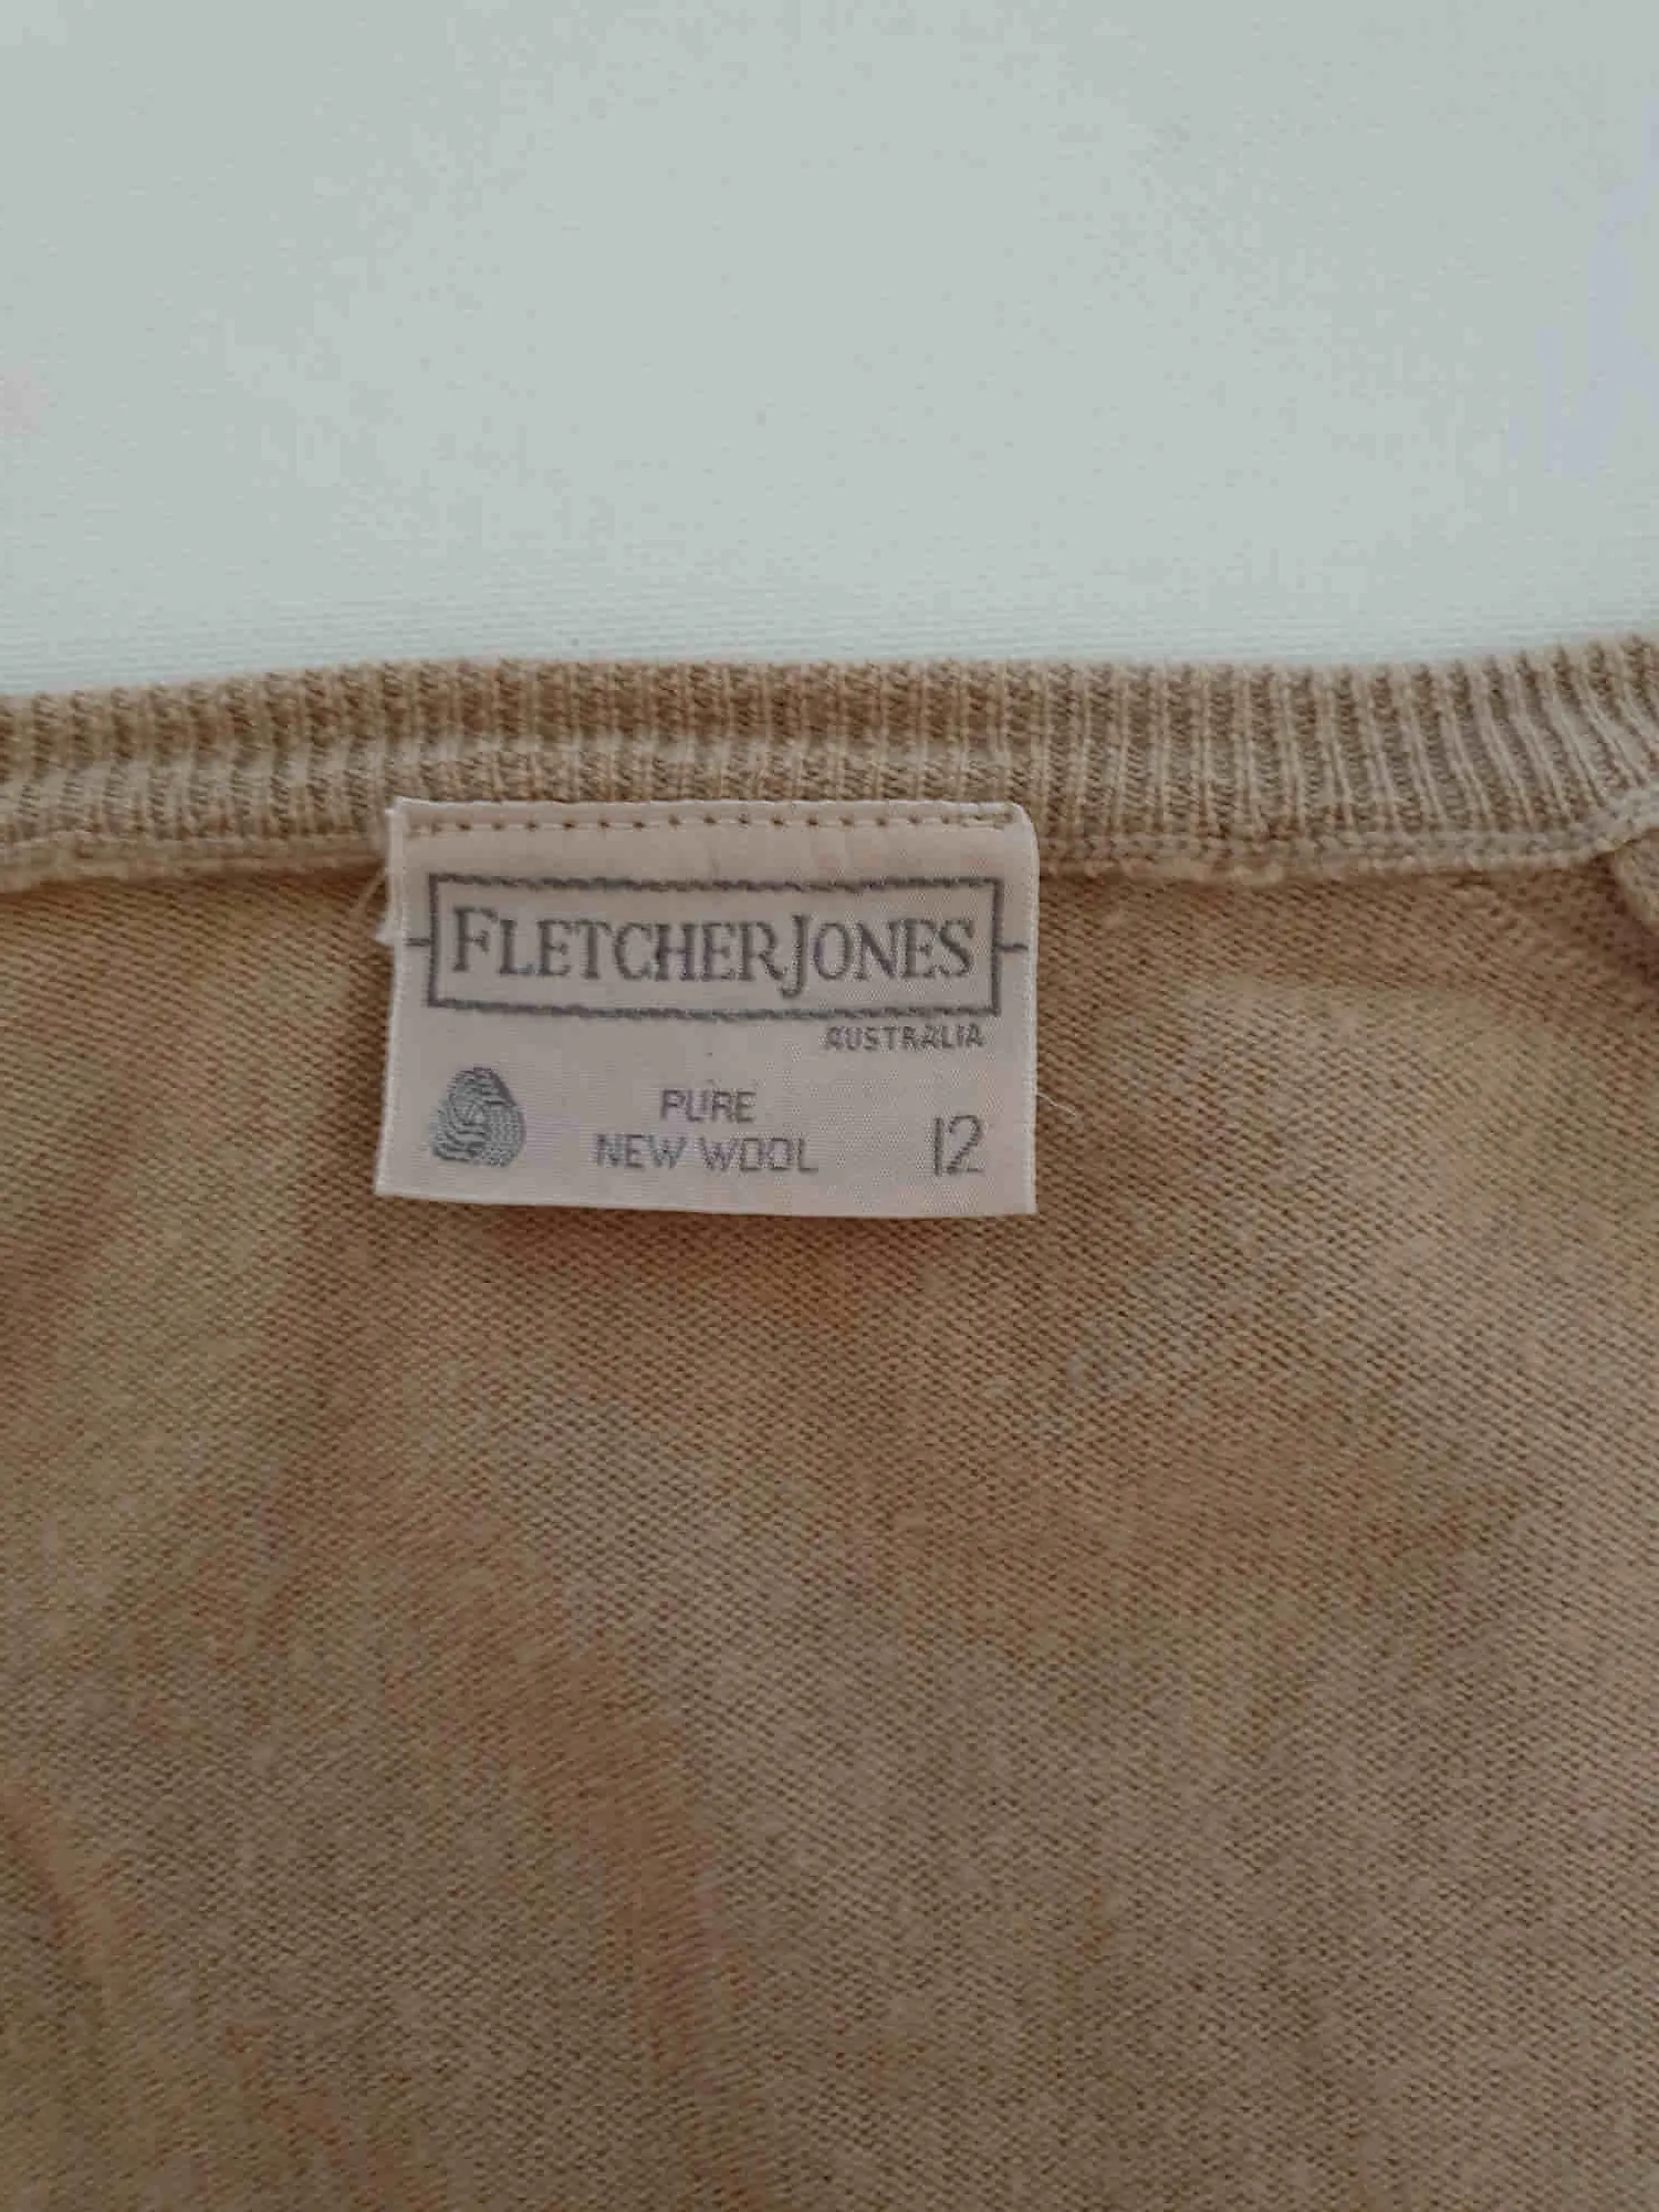 FLETCHER JONES
AUSTRALIA
PURE
NEW WOOL
12